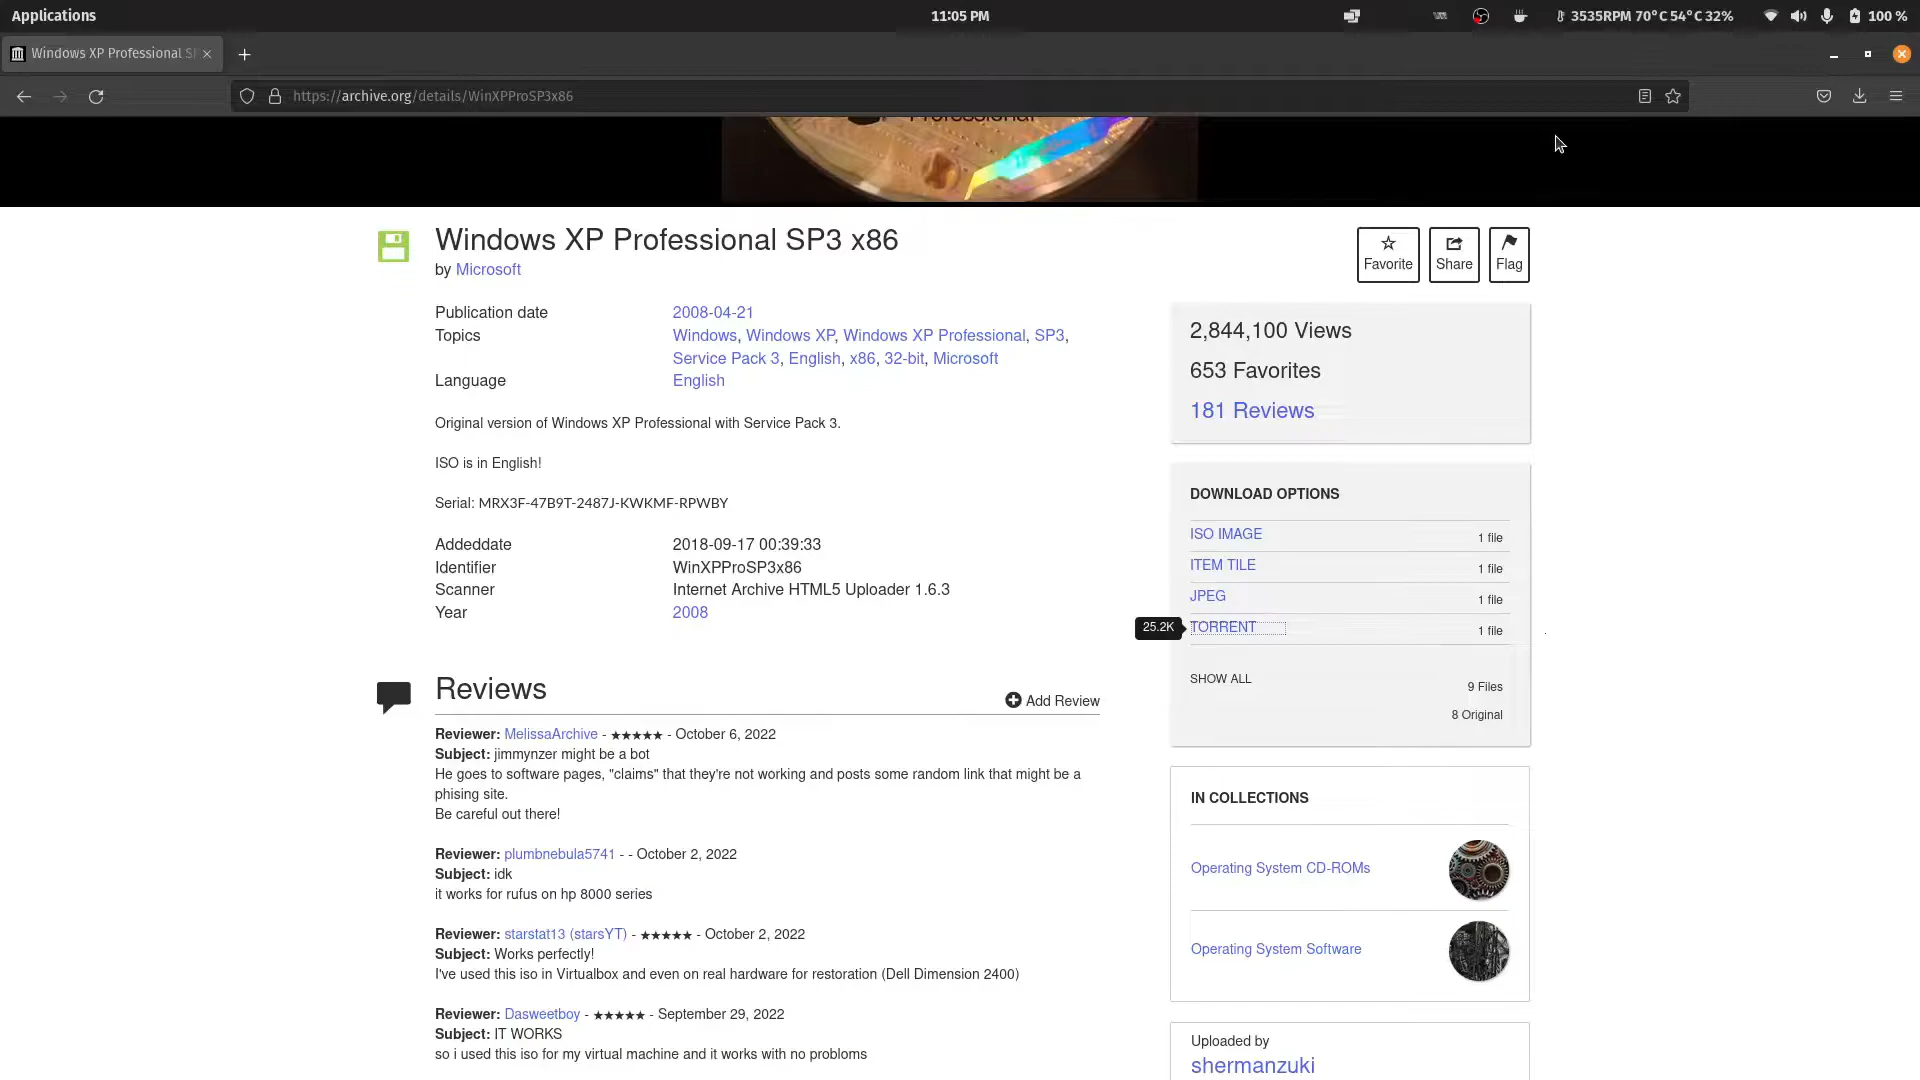 Applications
11:05 PM
3535RPM 70°C 54°C 32%
100 %
Windows XP Professional S
https://archive.org/details/WinXPProSP3x86
Professional
Windows XP Professional SP3 x86
by Microsoft
Favorite
Share
Flag
Publication date 2008-04-21
Topics Windows, Windows XP, Windows XP Professional, SP3,
Service Pack 3, English, x86, 32-bit, Microsoft
Language English
Original version of Windows XP Professional with Service Pack 3.
ISO is in English!
Serial: MRX3F-47B9T-2487J-KWKMF-RPWBY
Addeddate 2018-09-17 00:39:33
Identifier WinXPProSP3x86
Scanner Internet Archive HTML5 Uploader 1.6.3
Year 2008
2,844,100 Views
653 Favorites
181 Reviews
DOWNLOAD OPTIONS
ISO IMAGE 1 file
ITEM TILE 1 file
JPEG 1 file
25.2K
TORRENT 1 file
SHOW ALL 9 Files
8 Original
Reviews
Add Review
Reviewer: MelissaArchive - ★★★★★ - October 6, 2022
Subject: jimmynzer might be a bot
He goes to software pages, "claims" that they're not working and posts some random link that might be a
phising site.
Be careful out there!
Reviewer: plumbnebula5741 - - October 2, 2022
Subject: idk
it works for rufus on hp 8000 series
Reviewer: starstat13 (starsYT) - ★★★★★ - October 2, 2022
Subject: Works perfectly!
I've used this iso in Virtualbox and even on real hardware for restoration (Dell Dimension 2400)
Reviewer: Dasweetboy - ★★★★★ - September 29, 2022
Subject: IT WORKS
so i used this iso for my virtual machine and it works with no probloms
IN COLLECTIONS
Operating System CD-ROMs
Operating System Software
Uploaded by
shermanzuki